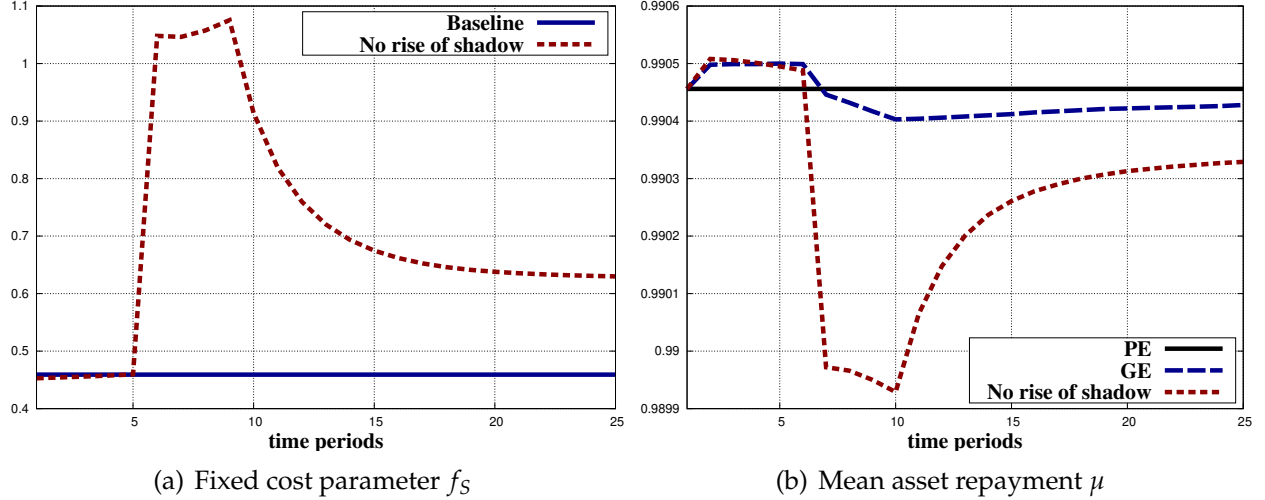 1.1
1
0.9
0.8
0.7
0.6
0.5
0.4
5
10
15
20
25
time periods
Baseline
No rise of shadow
(a) Fixed cost parameter f_S
0.9906
0.9905
0.9904
0.9903
0.9902
0.9901
0.99
0.9899
5
10
15
20
25
time periods
PE
GE
No rise of shadow
(b) Mean asset repayment μ